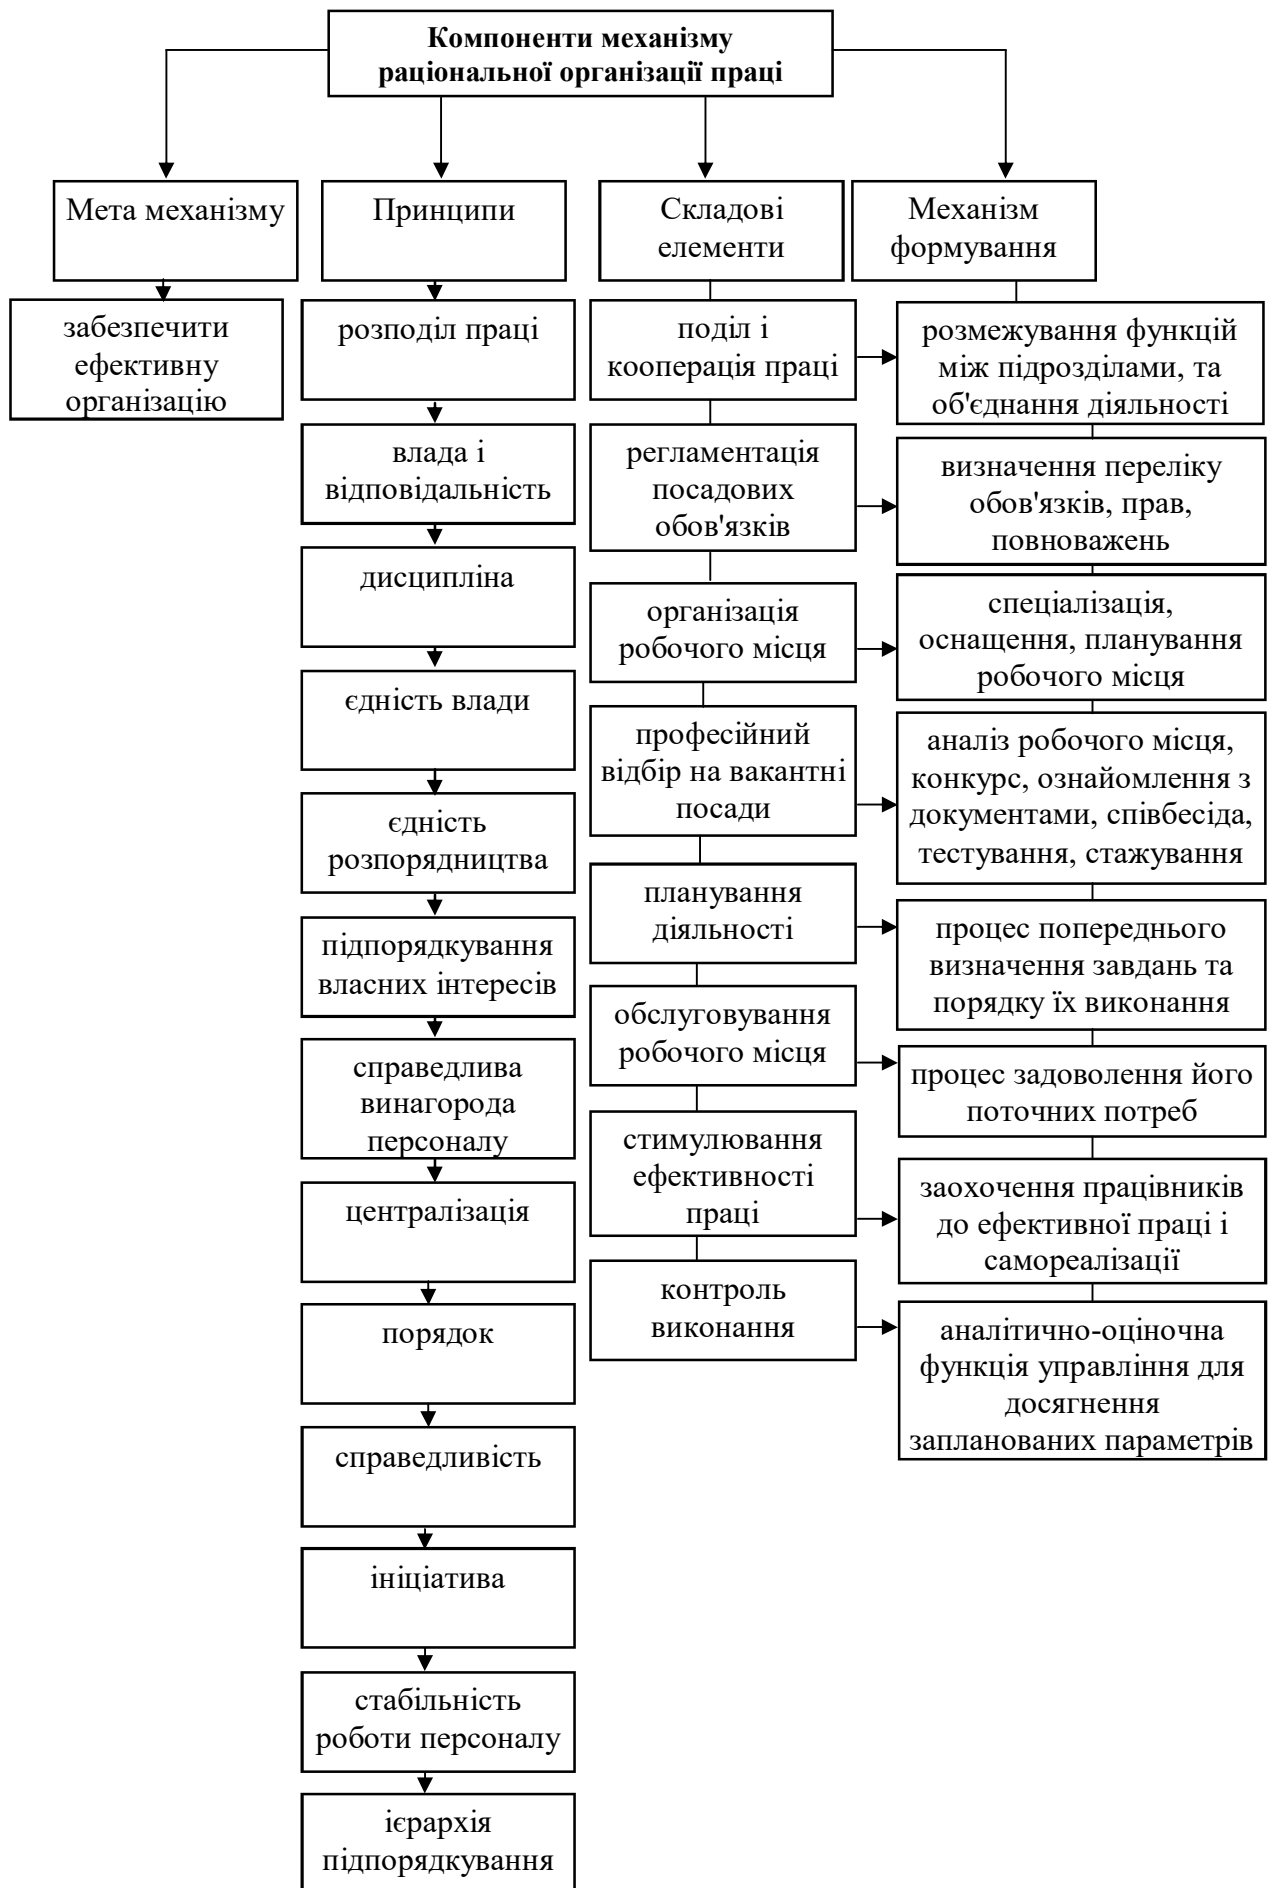 Компоненти механізму
раціональної організації праці
Мета механізму
Принципи
Складові
елементи
Механізм
формування
забезпечити
ефективну
організацію
розподіл праці
влада і
відповідальність
дисципліна
єдність влади
єдність
розпорядництва
підпорядкування
власних інтересів
справедлива
винагорода
персоналу
централізація
порядок
справедливість
ініціатива
стабільність
роботи персоналу
ієрархія
підпорядкування
поділ і
кооперація праці
регламентація
посадових
обов'язків
організація
робочого місця
професійний
відбір на вакантні
посади
планування
діяльності
обслуговування
робочого місця
стимулювання
ефективності
праці
контроль
виконання
розмежування функцій
між підрозділами, та
об'єднання діяльності
визначення переліку
обов'язків, прав,
повноважень
спеціалізація,
оснащення, планування
робочого місця
аналіз робочого місця,
конкурс, ознайомлення з
документами, співбесіда,
тестування, стажування
процес попереднього
визначення завдань та
порядку їх виконання
процес задоволення його
поточних потреб
заохочення працівників
до ефективної праці і
самореалізації
аналітично-оціночна
функція управління для
досягнення
запланованих параметрів